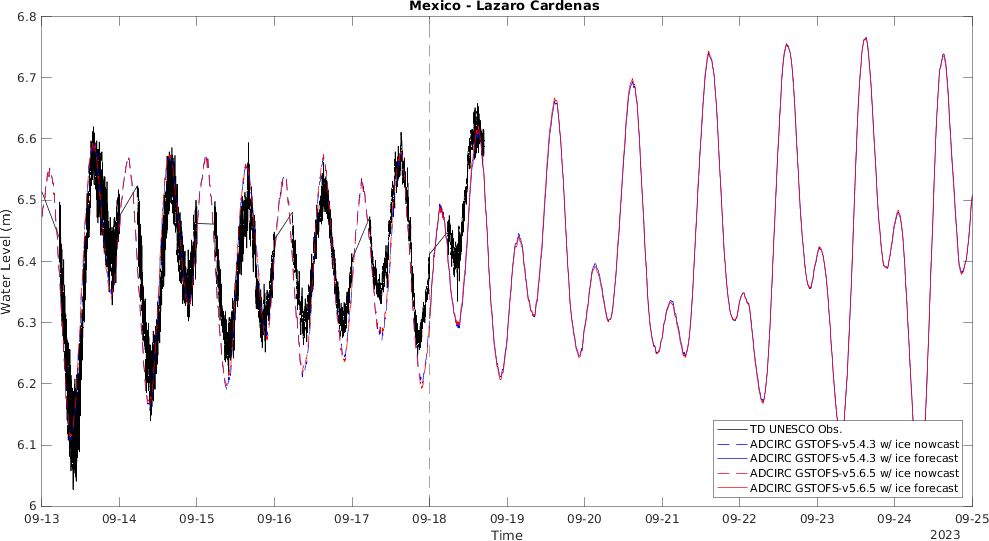 Mexico - Lazaro Cardenas
6.8
6.7
6.6
6.5
6.4
6.3
6.2
6.1
6
Water Level (m)
TD UNESCO Obs.
ADCIRC GSTOFS-v5.4.3 w/ ice nowcast
ADCIRC GSTOFS-v5.4.3 w/ ice forecast
ADCIRC GSTOFS-v5.6.5 w/ ice nowcast
ADCIRC GSTOFS-v5.6.5 w/ ice forecast
09-13 09-14 09-15 09-16 09-17 09-18 09-19 09-20 09-21 09-22 09-23 09-24 09-25
Time
2023